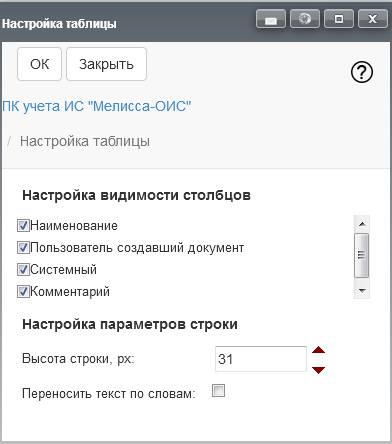 Настройка таблицы
ОК Закрыть
ПК учета ИС "Мелисса-ОИС"
/ Настройка таблицы
Настройка видимости столбцов
Наименование
Пользователь создавший документ
Системный
Комментарий
Настройка параметров строки
Высота строки, px: 31
Переносить текст по словам: